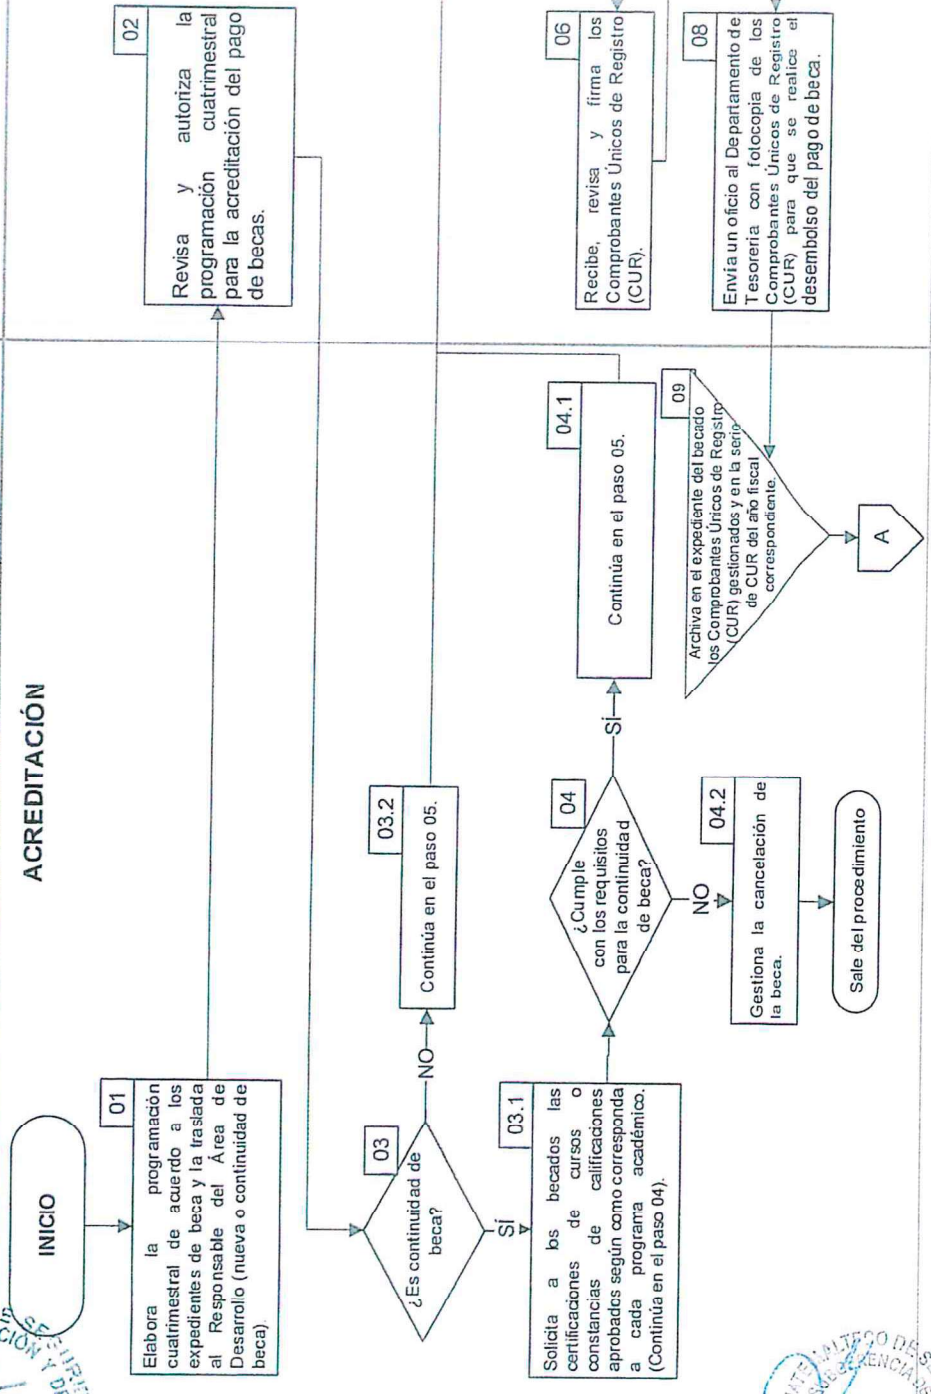 ACREDITACIÓN
INICIO
01
Elabora la programación
cuatrimestral de acuerdo a los
expedientes de beca y la traslada
al Responsable del Área de
Desarrollo (nueva o continuidad de
beca).
02
Revisa y autoriza la
programación cuatrimestral
para la acreditación del pago
de becas.
03
¿Es continuidad de
beca?
NO
03.2
Continúa en el paso 05.
SÍ
03.1
Solicita a los becados las
certificaciones de cursos o
constancias de calificaciones
aprobados según como corresponda
a cada programa académico.
(Continúa en el paso 04).
04
¿Cumple
con los requisitos
para la continuidad
de beca?
SÍ
04.1
Continúa en el paso 05.
NO
04.2
Gestiona la cancelación de
la beca.
Sale del procedimiento
06
Recibe, revisa y firma los
Comprobantes Únicos de Registro
(CUR).
08
Envía un oficio al Departamento de
Tesorería con fotocopia de los
Comprobantes Únicos de Registro
(CUR) para que se realice el
desembolso del pago de beca.
09
Archiva en el expediente del becado
los Comprobantes Únicos de Registro
(CUR) gestionados y en la serie
de CUR del año fiscal
correspondiente.
A